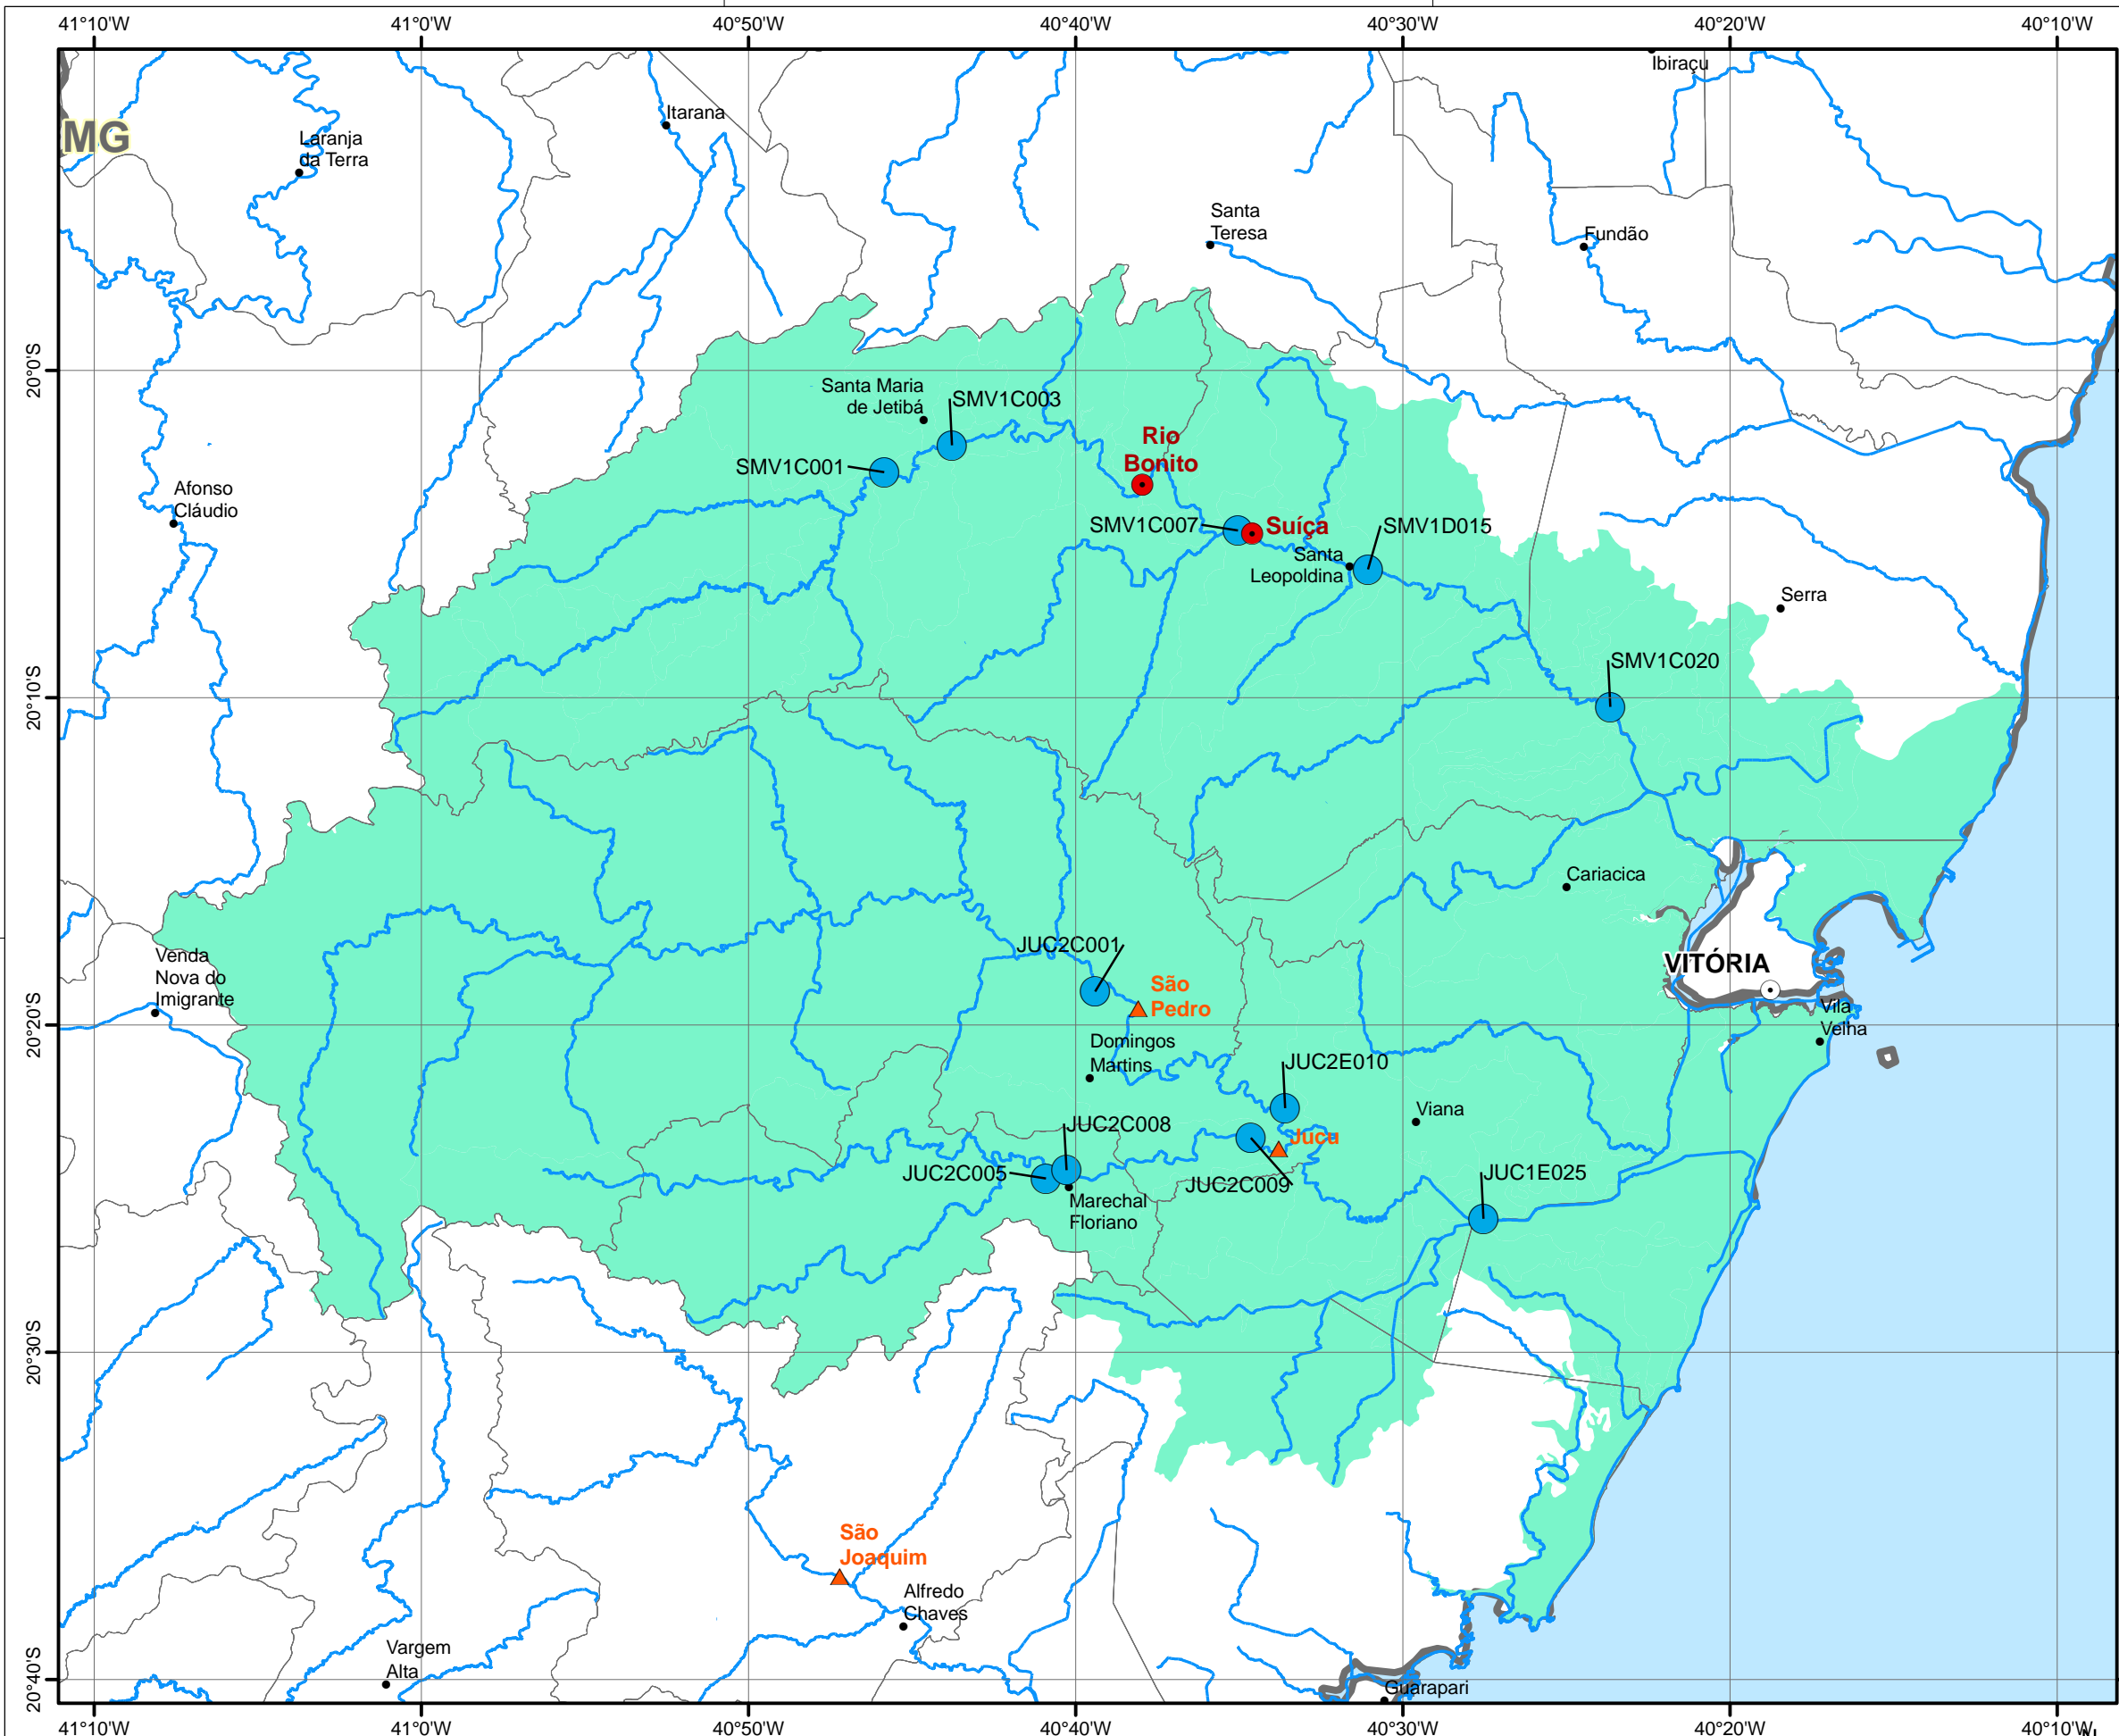 41°10'W 41°0'W 40°50'W 40°40'W 40°30'W 40°20'W 40°10'W
Ibiraçu
Itarana
MG
Laranja
da Terra
Santa
Teresa
Fundão
20°0'S
Santa Maria
de Jetibá
SMV1C003
Rio
Bonito
SMV1C001
Afonso
Cláudio
SMV1C007
Suíça
SMV1D015
Santa
Leopoldina
Serra
SMV1C020
20°10'S
Cariacica
JUC2C001
Venda
Nova do
Imigrante
VITÓRIA
São
Pedro
Vila
Velha
20°20'S
Domingos
Martins
JUC2E010
Viana
JUC2C008
Jucu
JUC2C005
JUC2C009
JUC1E025
Marechal
Floriano
20°30'S
São
Joaquim
Alfredo
Chaves
Vargem
Alta
20°40'S
Guarapari
41°10'W 41°0'W 40°50'W 40°40'W 40°30'W 40°20'W 40°10'W